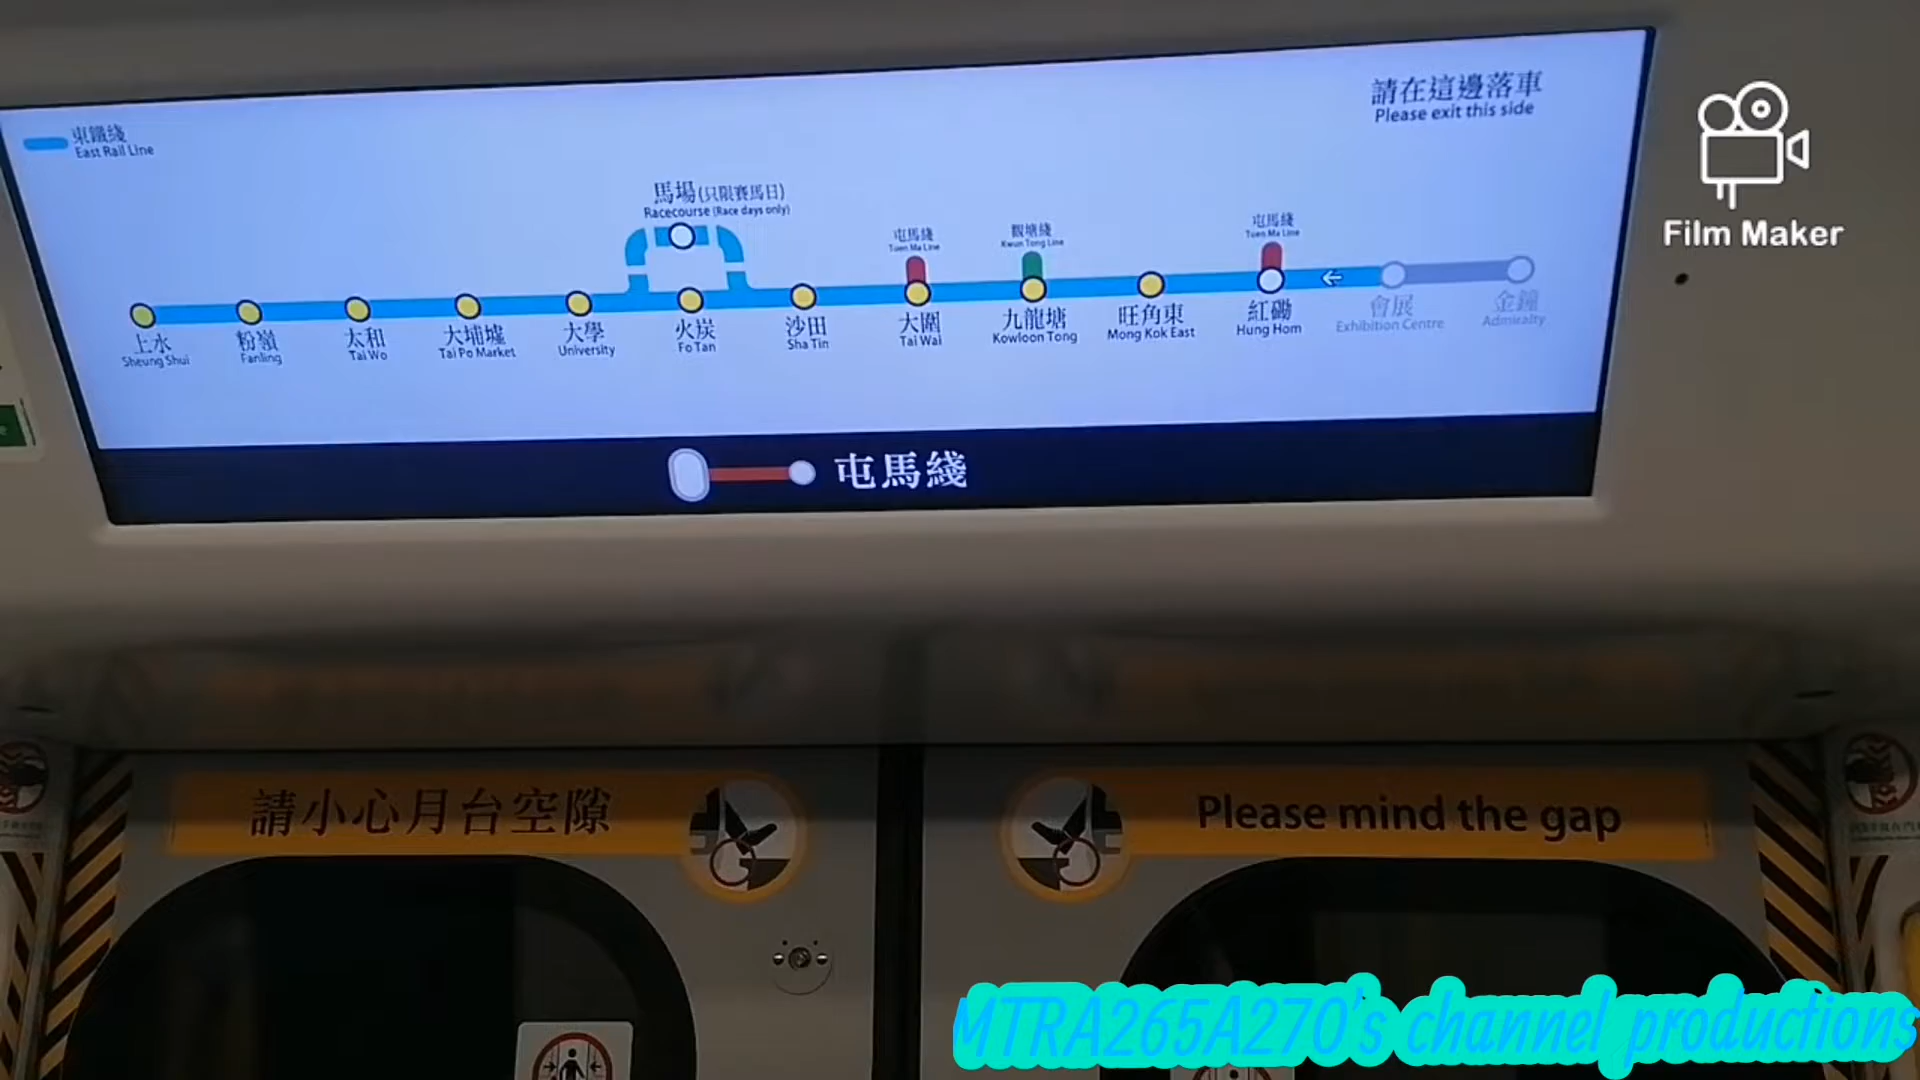 請在這邊落車
Please exit this side
東鐵綫
East Rail Line
馬場(只限賽馬日)
Racecourse (Race days only)
屯馬綫
Tuen Ma Line
觀塘綫
Kwun Tong Line
屯馬綫
Tuen Ma Line
上水
Sheung Shui
粉嶺
Fanling
太和
Tai Wo
大埔墟
Tai Po Market
大學
University
火炭
Fo Tan
沙田
Sha Tin
大圍
Tai Wai
九龍塘
Kowloon Tong
旺角東
Mong Kok East
紅磡
Hung Hom
會展
Exhibition Centre
金鐘
Admiralty
屯馬綫
Film Maker
請小心月台空隙
Please mind the gap
MTRA265A270's channel productions